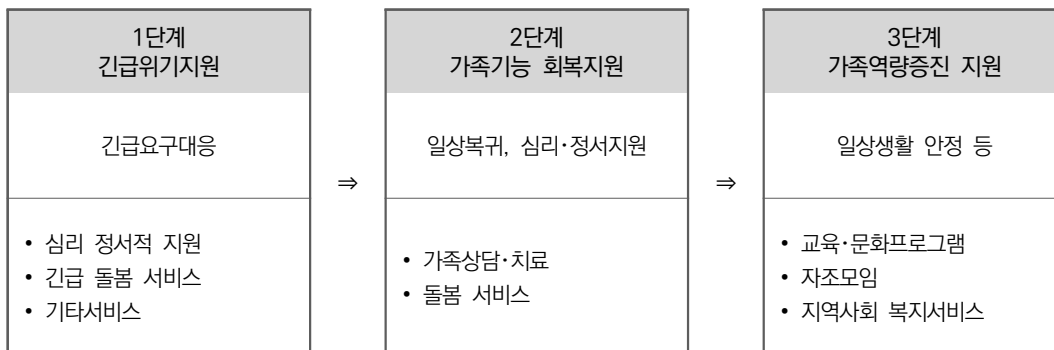 1단계
긴급위기지원
긴급요구대응
• 심리 정서적 지원
• 긴급 돌봄 서비스
• 기타서비스
⇒
2단계
가족기능 회복지원
일상복귀, 심리·정서지원
• 가족상담·치료
• 돌봄 서비스
⇒
3단계
가족역량증진 지원
일상생활 안정 등
• 교육·문화프로그램
• 자조모임
• 지역사회 복지서비스